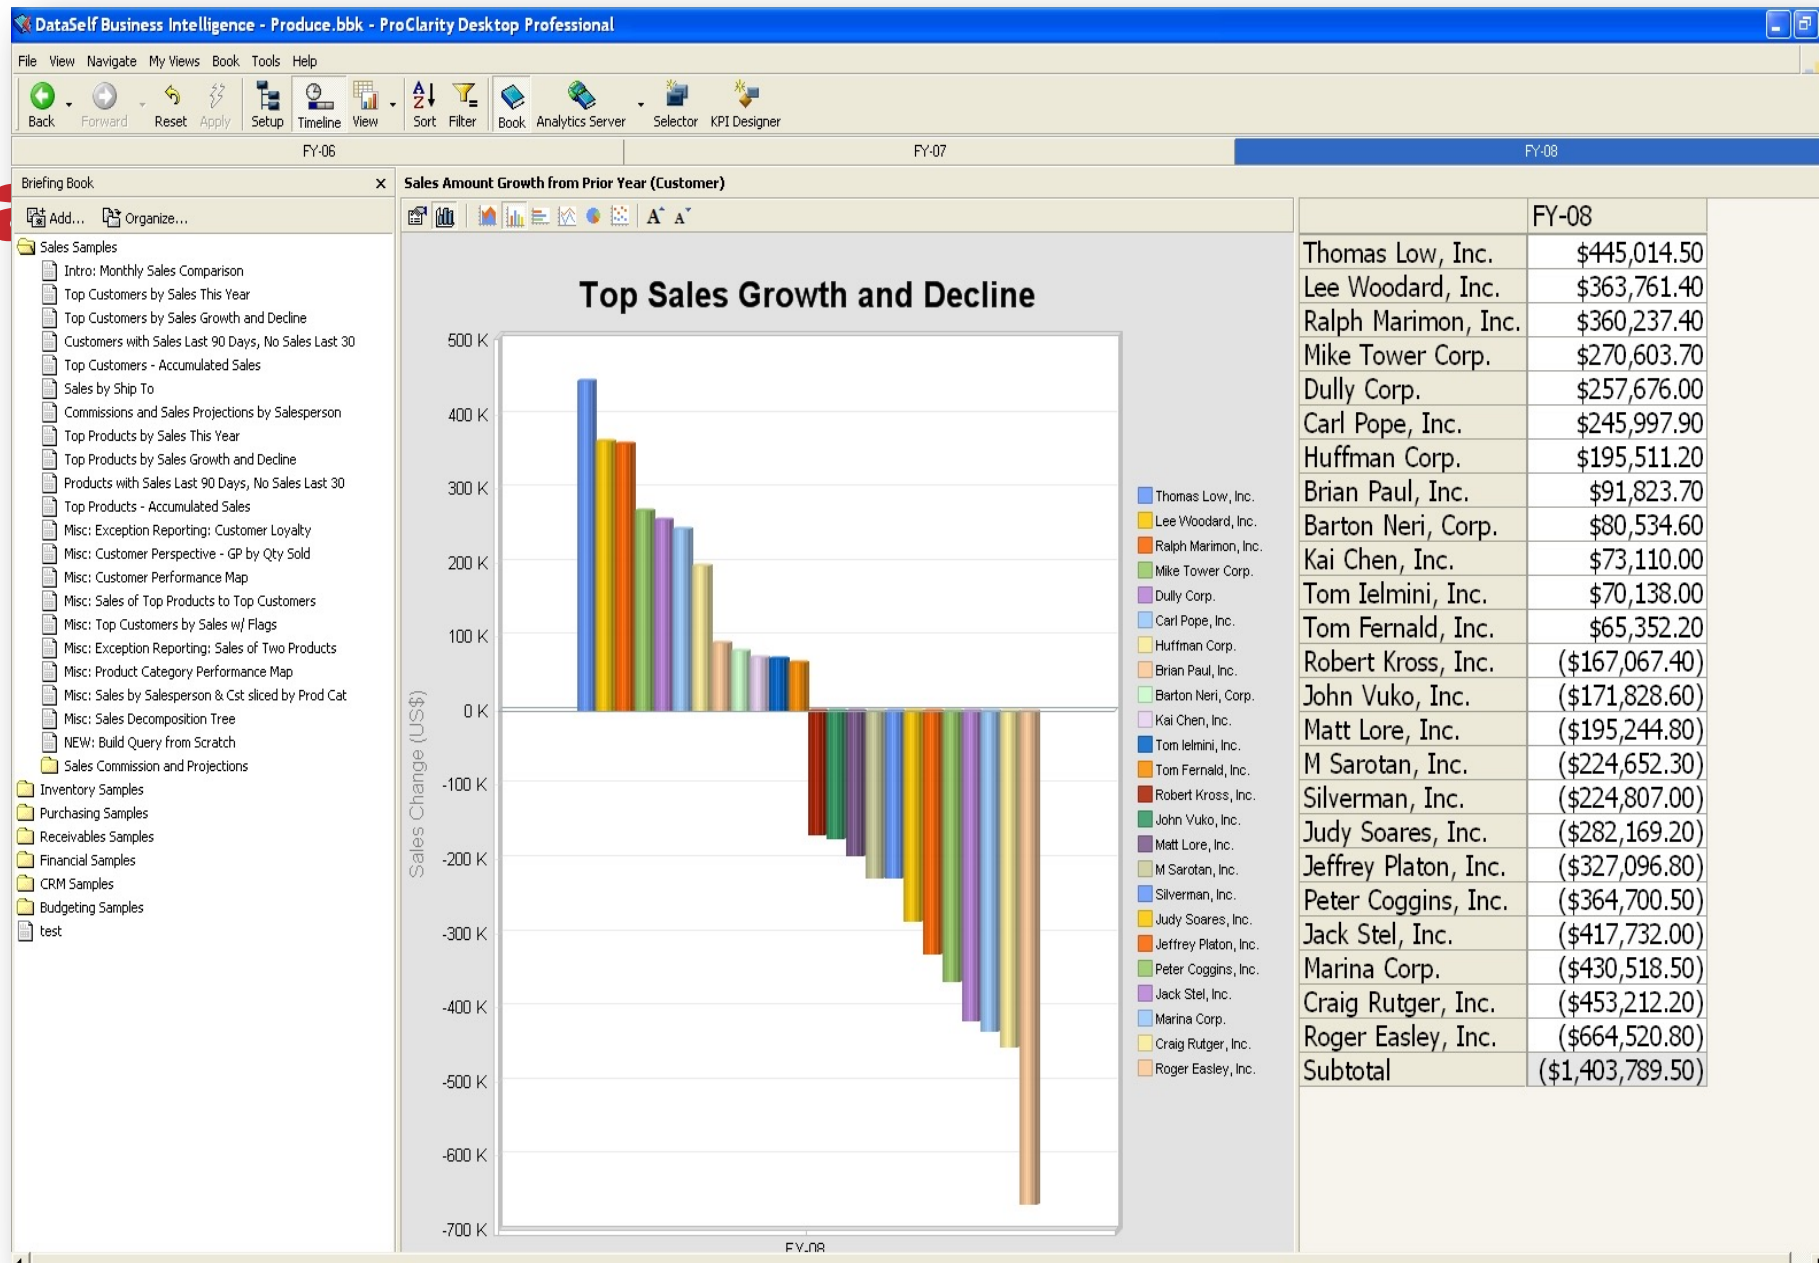 DataSelf Business Intelligence - Produce.bbk - ProClarity Desktop Professional
File View Navigate My Views Book Tools Help
Back Forward Reset Apply Setup Timeline View Sort Filter Book Analytics Server Selector KPI Designer
FY-06 FY-07 FY-08
Briefing Book X
Add... Organize...
Sales Samples
Intro: Monthly Sales Comparison
Top Customers by Sales This Year
Top Customers by Sales Growth and Decline
Customers with Sales Last 90 Days, No Sales Last 30
Top Customers - Accumulated Sales
Sales by Ship To
Commissions and Sales Projections by Salesperson
Top Products by Sales This Year
Top Products by Sales Growth and Decline
Products with Sales Last 90 Days, No Sales Last 30
Top Products - Accumulated Sales
Misc: Exception Reporting: Customer Loyalty
Misc: Customer Perspective - GP by Qty Sold
Misc: Customer Performance Map
Misc: Sales of Top Products to Top Customers
Misc: Top Customers by Sales w/ Flags
Misc: Exception Reporting: Sales of Two Products
Misc: Product Category Performance Map
Misc: Sales by Salesperson & Cst sliced by Prod Cat
Misc: Sales Decomposition Tree
NEW: Build Query from Scratch
Sales Commission and Projections
Inventory Samples
Purchasing Samples
Receivables Samples
Financial Samples
CRM Samples
Budgeting Samples
test
Sales Amount Growth from Prior Year (Customer)
Top Sales Growth and Decline
Sales Change (US$)
500 K
400 K
300 K
200 K
100 K
0 K
-100 K
-200 K
-300 K
-400 K
-500 K
-600 K
-700 K
FY-08
Thomas Low, Inc.
Lee Woodard, Inc.
Ralph Marimon, Inc.
Mike Tower Corp.
Dully Corp.
Carl Pope, Inc.
Huffman Corp.
Brian Paul, Inc.
Barton Neri, Corp.
Kai Chen, Inc.
Tom Ielmini, Inc.
Tom Fernald, Inc.
Robert Kross, Inc.
John Vuko, Inc.
Matt Lore, Inc.
M Sarotan, Inc.
Silverman, Inc.
Judy Soares, Inc.
Jeffrey Platon, Inc.
Peter Coggins, Inc.
Jack Stel, Inc.
Marina Corp.
Craig Rutger, Inc.
Roger Easley, Inc.
FY-08
Thomas Low, Inc. $445,014.50
Lee Woodard, Inc. $363,761.40
Ralph Marimon, Inc. $360,237.40
Mike Tower Corp. $270,603.70
Dully Corp. $257,676.00
Carl Pope, Inc. $245,997.90
Huffman Corp. $195,511.20
Brian Paul, Inc. $91,823.70
Barton Neri, Corp. $80,534.60
Kai Chen, Inc. $73,110.00
Tom Ielmini, Inc. $70,138.00
Tom Fernald, Inc. $65,352.20
Robert Kross, Inc. ($167,067.40)
John Vuko, Inc. ($171,828.60)
Matt Lore, Inc. ($195,244.80)
M Sarotan, Inc. ($224,652.30)
Silverman, Inc. ($224,807.00)
Judy Soares, Inc. ($282,169.20)
Jeffrey Platon, Inc. ($327,096.80)
Peter Coggins, Inc. ($364,700.50)
Jack Stel, Inc. ($417,732.00)
Marina Corp. ($430,518.50)
Craig Rutger, Inc. ($453,212.20)
Roger Easley, Inc. ($664,520.80)
Subtotal ($1,403,789.50)